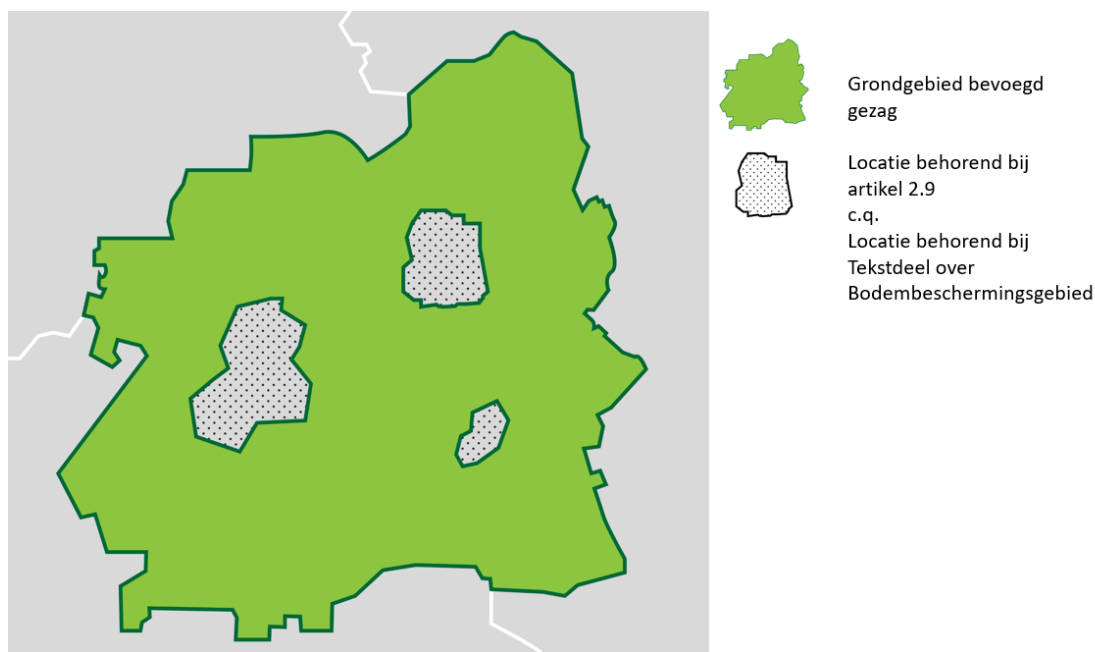 Grondgebied bevoegd
gezag
Locatie behorend bij
artikel 2.9
c.q.
Locatie behorend bij
Tekstdeel over
Bodembeschermingsgebied